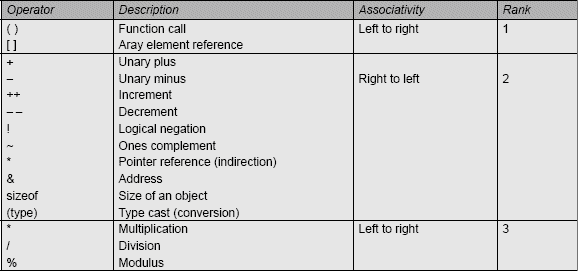 Operator Description Associativity Rank
( ) Function call Left to right 1
[ ] Aray element reference
+ Unary plus
– Unary minus Right to left 2
++ Increment
– – Decrement
! Logical negation
~ Ones complement
* Pointer reference (indirection)
& Address
sizeof Size of an object
(type) Type cast (conversion)
* Multiplication Left to right 3
/ Division
% Modulus